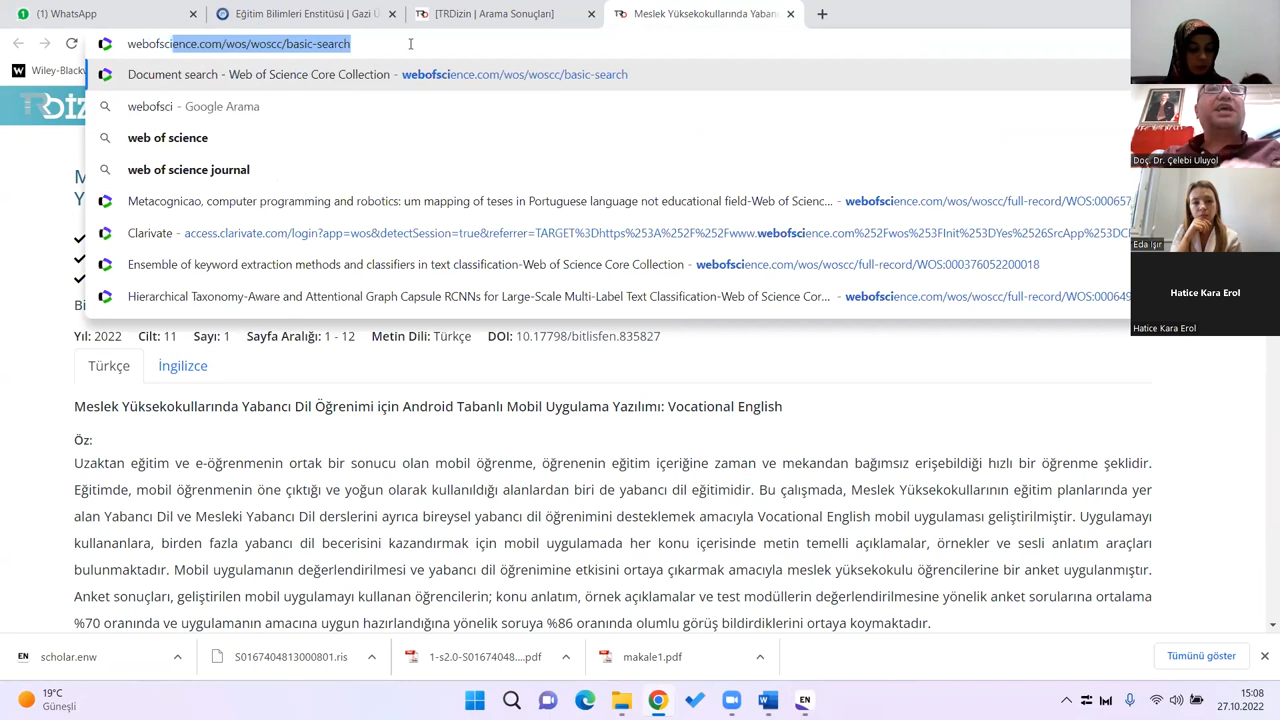 WhatsApp
Eğitim Bilimleri Enstitüsü | Gazi Ü
[TRDizin | Arama Sonuçları]
Meslek Yüksekokullarında Yaban
webofscience.com/wos/woscc/basic-search
Wiley-Black
Document search - Web of Science Core Collection - webofscience.com/wos/woscc/basic-search
webofsci - Google Arama
web of science
web of science journal
Metacognicao, computer programming and robotics: um mapping of teses in Portuguese language not educational field-Web of Scienc... - webofscience.com/wos/woscc/full-record/WOS:000657
Clarivate - access.clarivate.com/login?app=wos&detectSession=true&referrer=TARGET%3Dhttps%253A%252F%252Fwww.webofscience.com%252Fwos%253FInit%253DYes%2526SrcApp%253DC
Ensemble of keyword extraction methods and classifiers in text classification-Web of Science Core Collection - webofscience.com/wos/woscc/full-record/WOS:000376052200018
Hierarchical Taxonomy-Aware and Attentional Graph Capsule RCNNs for Large-Scale Multi-Label Text Classification-Web of Science Cor... - webofscience.com/wos/woscc/full-record/WOS:000649
TRDİZ
M
Y
Bi
Yıl: 2022 Cilt: 11 Sayı: 1 Sayfa Aralığı: 1 - 12 Metin Dili: Türkçe DOI: 10.17798/bitlisfen.835827
Türkçe İngilizce
Meslek Yüksekokullarında Yabancı Dil Öğrenimi için Android Tabanlı Mobil Uygulama Yazılımı: Vocational English
Öz:
Uzaktan eğitim ve e-öğrenmenin ortak bir sonucu olan mobil öğrenme, öğrenenin eğitim içeriğine zaman ve mekandan bağımsız erişebildiği hızlı bir öğrenme şeklidir.
Eğitimde, mobil öğrenmenin öne çıktığı ve yoğun olarak kullanıldığı alanlardan biri de yabancı dil eğitimidir. Bu çalışmada, Meslek Yüksekokullarının eğitim planlarında yer
alan Yabancı Dil ve Mesleki Yabancı Dil derslerini ayrıca bireysel yabancı dil öğrenimini desteklemek amacıyla Vocational English mobil uygulaması geliştirilmiştir. Uygulamayı
kullananlara, birden fazla yabancı dil becerisini kazandırmak için mobil uygulamada her konu içerisinde metin temelli açıklamalar, örnekler ve sesli anlatım araçları
bulunmaktadır. Mobil uygulamanın değerlendirilmesi ve yabancı dil öğrenimine etkisini ortaya çıkarmak amacıyla meslek yüksekokulu öğrencilerine bir anket uygulanmıştır.
Anket sonuçları, geliştirilen mobil uygulamayı kullanan öğrencilerin; konu anlatım, örnek açıklamalar ve test modüllerin değerlendirilmesine yönelik anket sorularına ortalama
%70 oranında ve uygulamanın amacına uygun hazırlandığına yönelik soruya %86 oranında olumlu görüş bildirdiklerini ortaya koymaktadır.
scholar.enw
S0167404813000801.ris
1-s2.0-S01674048....pdf
makale1.pdf
Tümünü göster
19°C
Güneşli
15:08
27.10.2022
Doç. Dr. Çelebi Uluyol
Eda işır
Hatice Kara Erol
Hatice Kara Erol